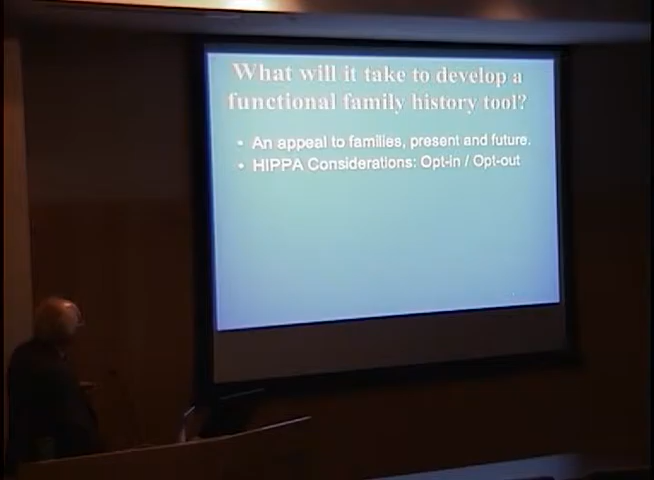 What will it take to develop a
functional family history tool?
• An appeal to families, present and future.
• HIPPA Considerations: Opt-in / Opt-out